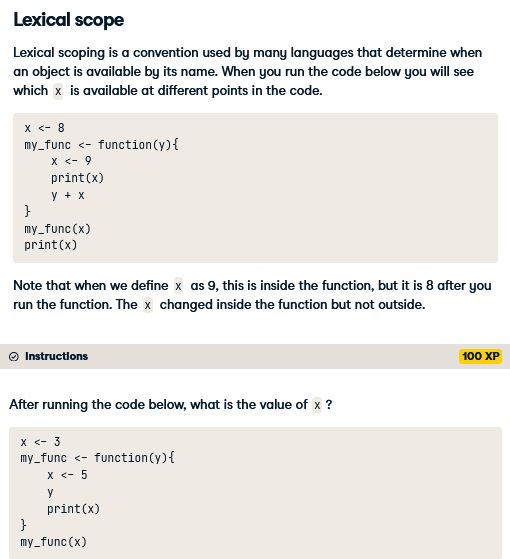 Lexical scope
Lexical scoping is a convention used by many languages that determine when
an object is available by its name. When you run the code below you will see
which x is available at different points in the code.
x <- 8
my_func <- function(y){
    x <- 9
    print(x)
    y + x
}
my_func(x)
print(x)
Note that when we define x as 9, this is inside the function, but it is 8 after you
run the function. The x changed inside the function but not outside.
Instructions
100 XP
After running the code below, what is the value of x ?
x <- 3
my_func <- function(y){
    x <- 5
    y
    print(x)
}
my_func(x)